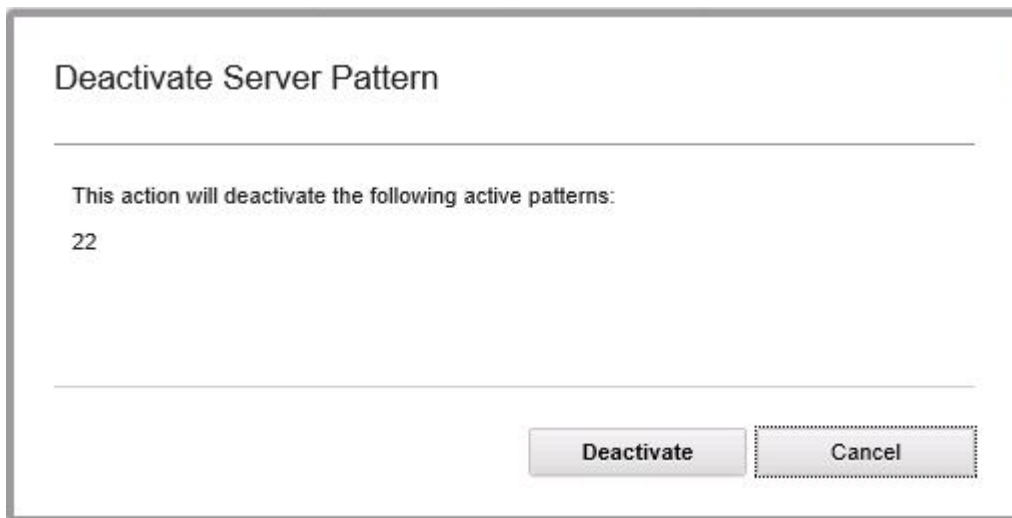 Deactivate Server Pattern
This action will deactivate the following active patterns:
22
Deactivate
Cancel